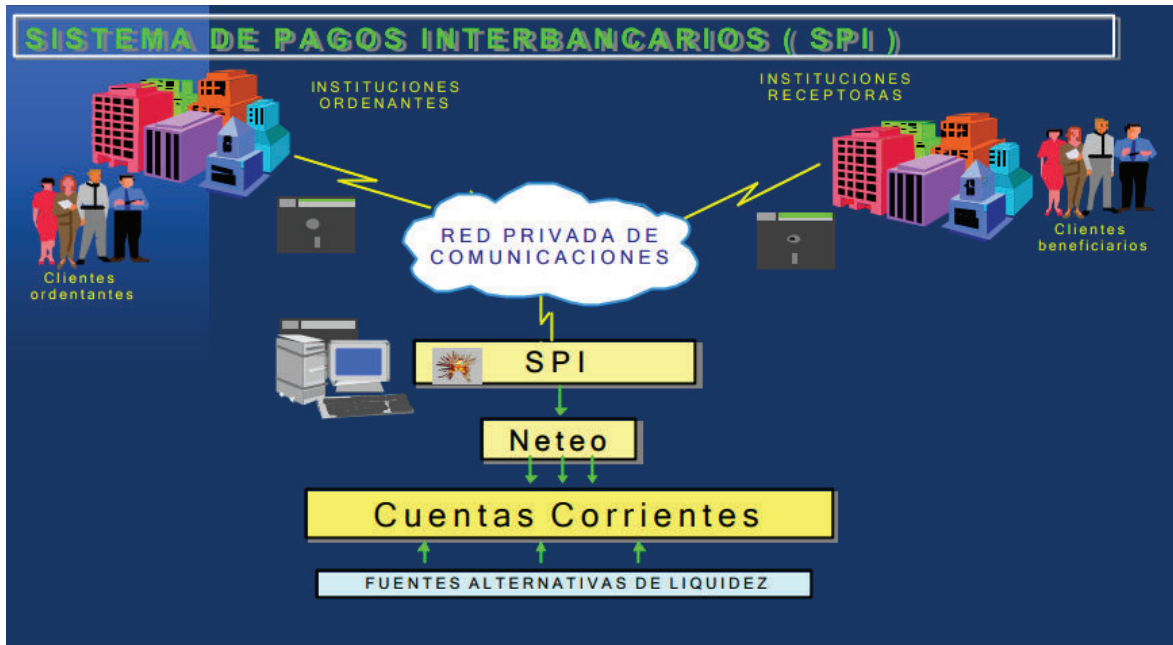 SISTEMA DE PAGOS INTERBANCARIOS ( SPI )
INSTITUCIONES
ORDENANTES
INSTITUCIONES
RECEPTORAS
Clientes
ordentantes
RED PRIVADA DE
COMUNICACIONES
Clientes
beneficiarios
SPI
Neteo
Cuentas Corrientes
FUENTES ALTERNATIVAS DE LIQUIDEZ